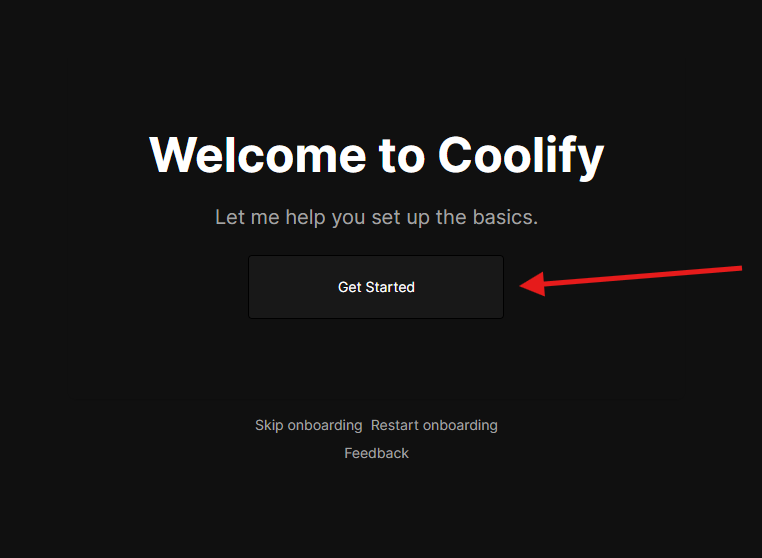 Welcome to Coolify
Let me help you set up the basics.
Get Started
Skip onboarding Restart onboarding
Feedback